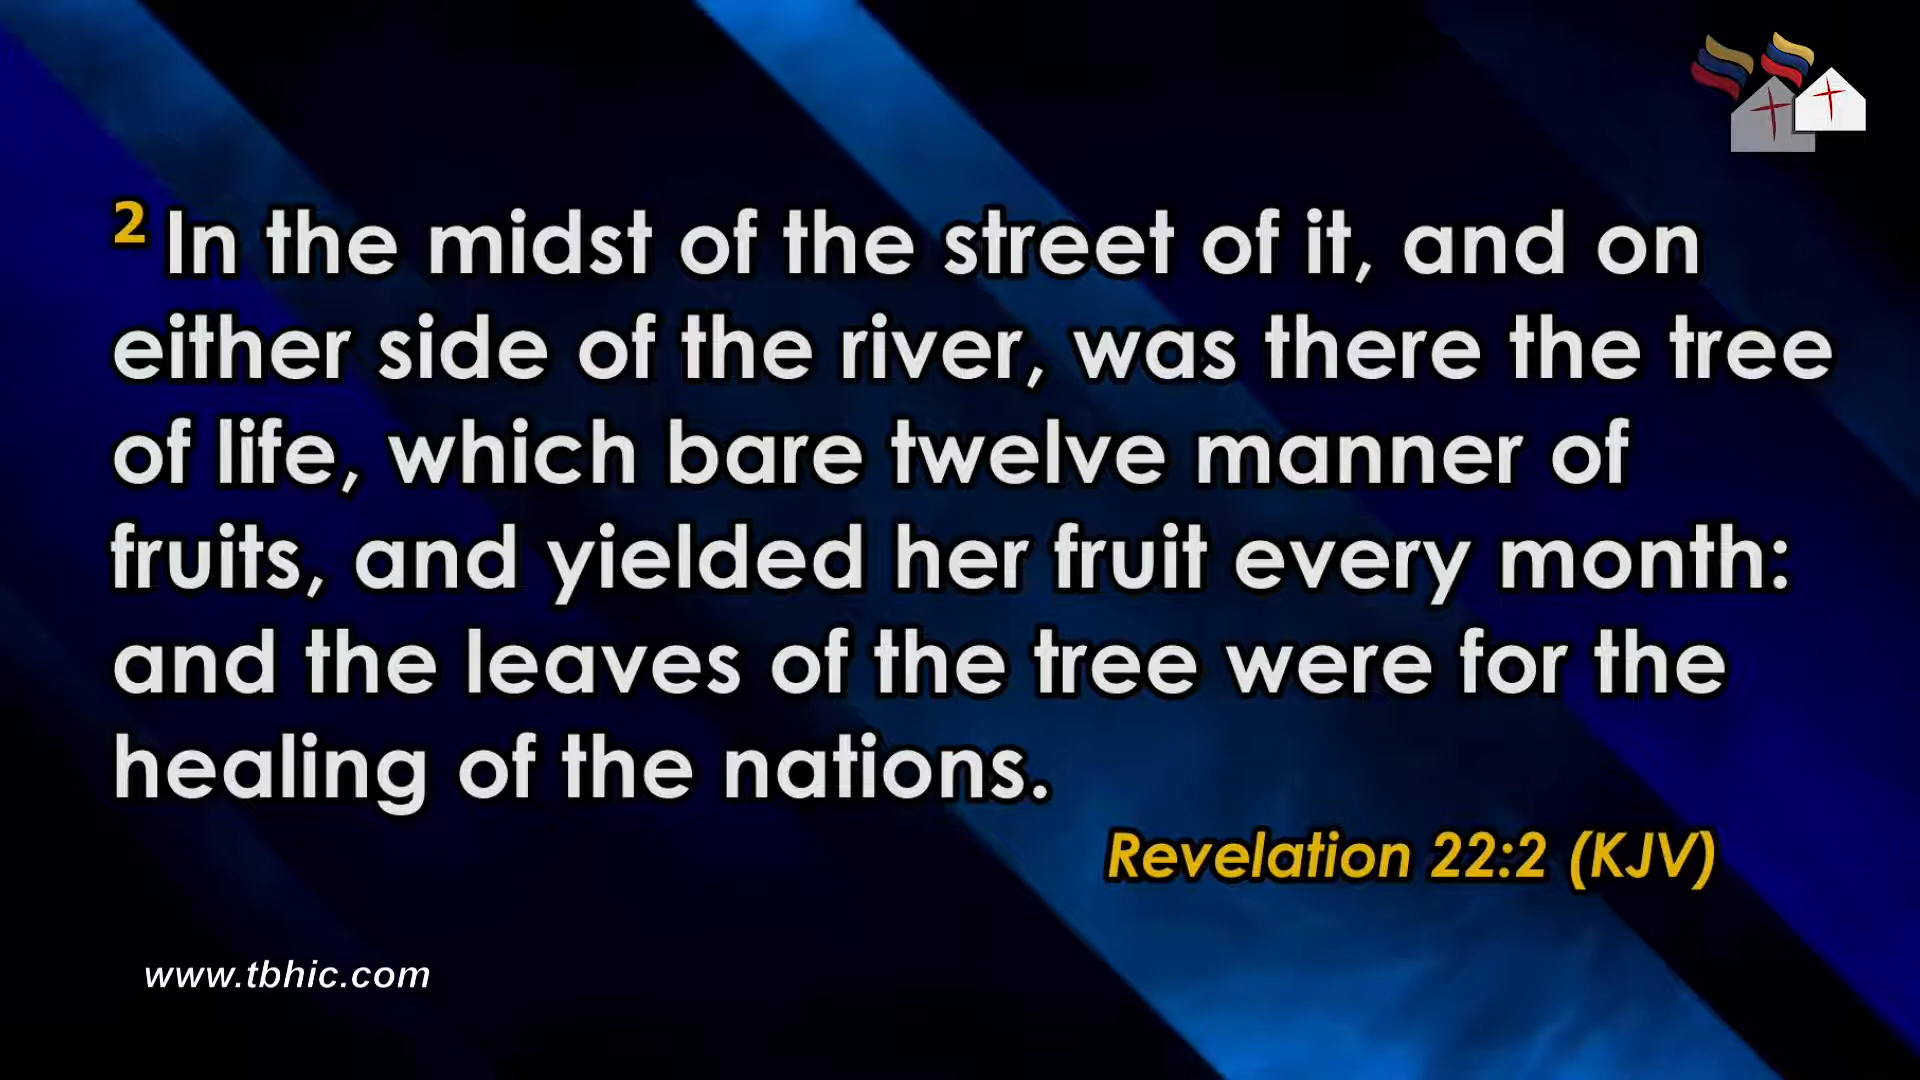 2 In the midst of the street of it, and on
either side of the river, was there the tree
of life, which bare twelve manner of
fruits, and yielded her fruit every month:
and the leaves of the tree were for the
healing of the nations.
Revelation 22:2 (KJV)
www.tbhic.com